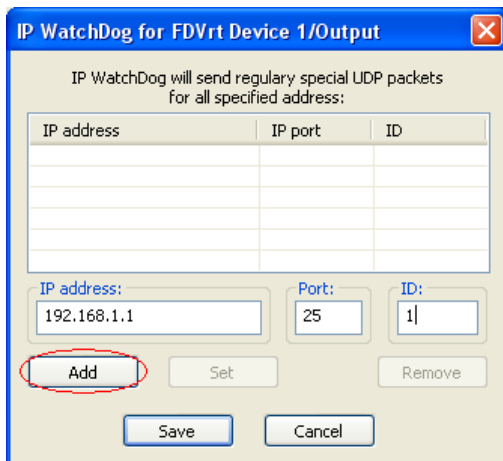 IP WatchDog for FDVrt Device 1/Output
IP WatchDog will send regulary special UDP packets
for all specified address:
IP address IP port ID
IP address: Port: ID:
192.168.1.1 25 1
Add Set Remove
Save Cancel